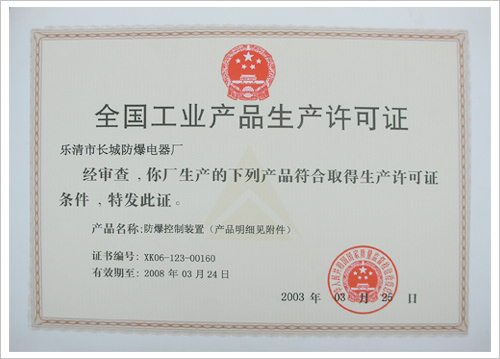 全国工业产品生产许可证
乐清市长城防爆电器厂
经审查，你厂生产的下列产品符合取得生产许可证
条件，特发此证。
产品名称:防爆控制装置（产品明细见附件）
证书编号: XK06-123-00160
有效期至: 2008 年 03 月 24 日
2003 年 03 月 25 日